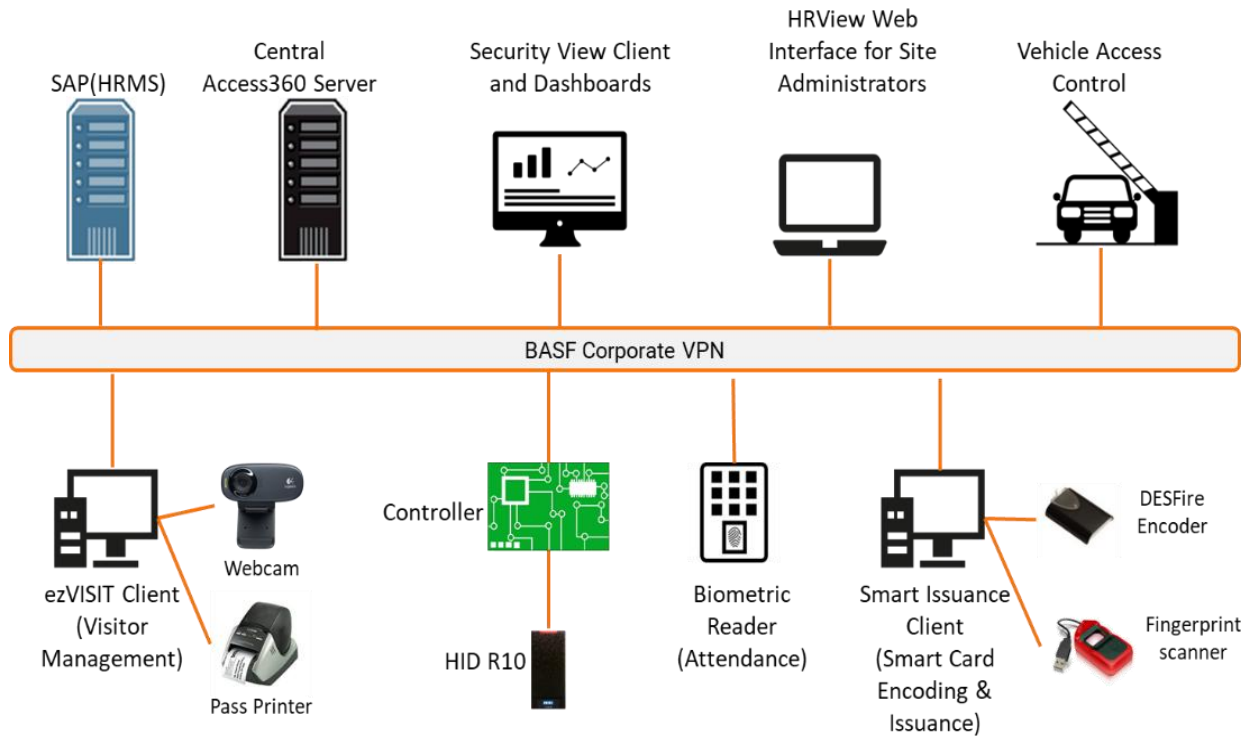 SAP(HRMS)
Central
Access360 Server
Security View Client
and Dashboards
HRView Web
Interface for Site
Administrators
Vehicle Access
Control
BASF Corporate VPN
ezVISIT Client
(Visitor
Management)
Webcam
Pass Printer
Controller
HID R10
Biometric
Reader
(Attendance)
Smart Issuance
Client
(Smart Card
Encoding &
Issuance)
DESFire
Encoder
Fingerprint
scanner